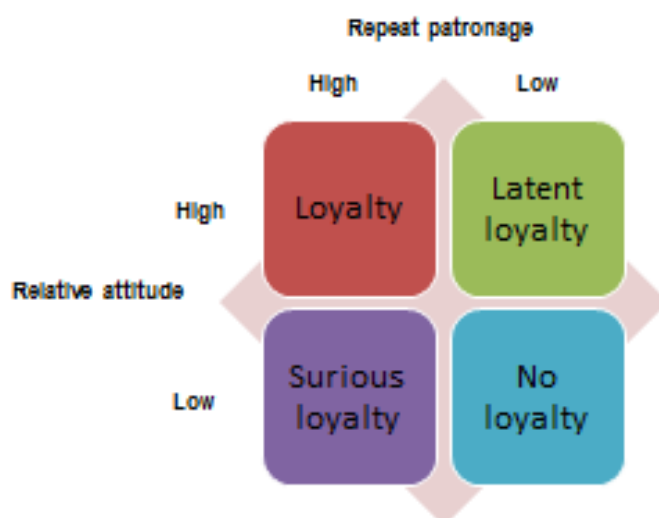 Repeat patronage
High Low
High
Loyalty
Latent
loyalty
Relative attitude
Low
Surious
loyalty
No
loyalty